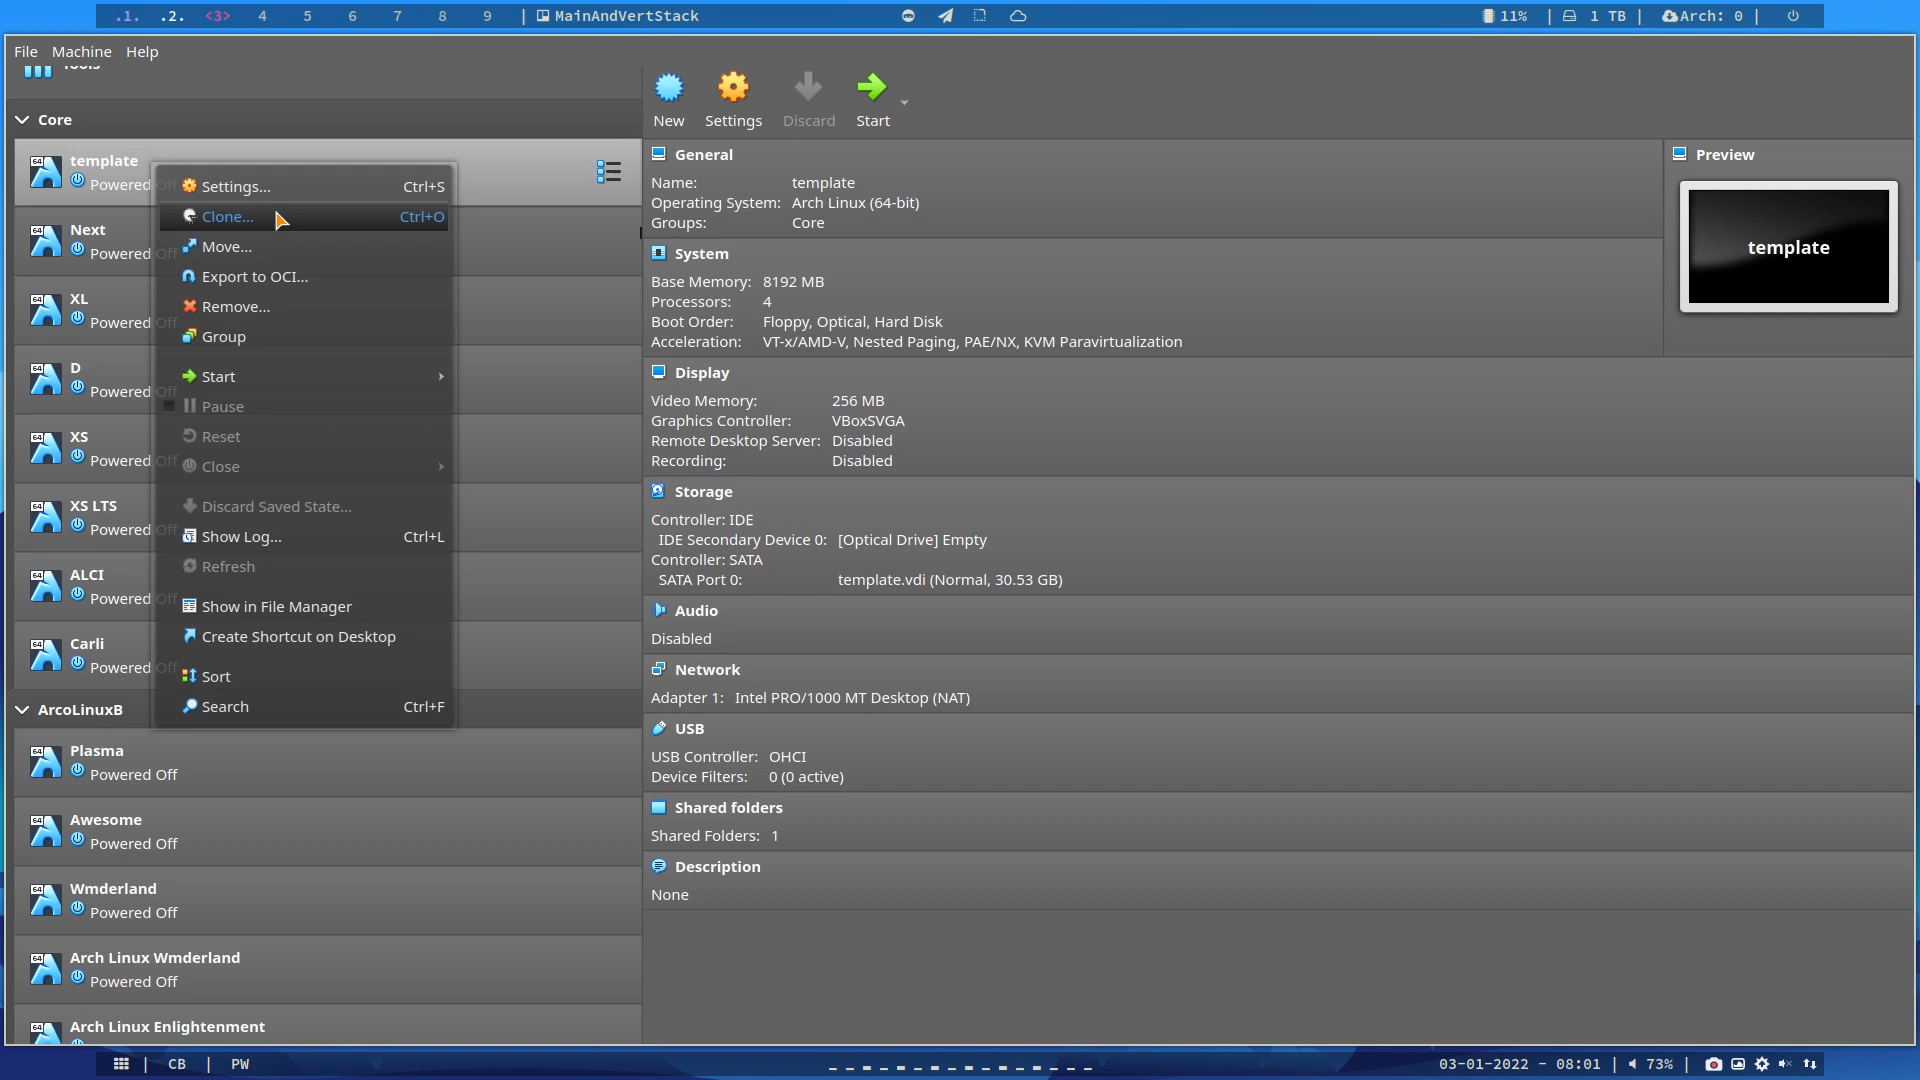 .1. .2. <3> 4 5 6 7 8 9 | MainAndVertStack
11% | 1 TB | Arch: 0 |
File Machine Help
Tools
Core
template
Powered Off
Next
Powered Off
XL
Powered Off
D
Powered Off
XS
Powered Off
XS LTS
Powered Off
ALCI
Powered Off
Carli
Powered Off
ArcoLinuxB
Plasma
Powered Off
Awesome
Powered Off
Wmderland
Powered Off
Arch Linux Wmderland
Powered Off
Arch Linux Enlightenment
Settings... Ctrl+S
Clone... Ctrl+O
Move...
Export to OCI...
Remove...
Group
Start
Pause
Reset
Close
Discard Saved State...
Show Log... Ctrl+L
Refresh
Show in File Manager
Create Shortcut on Desktop
Sort
Search Ctrl+F
New Settings Discard Start
General
Name: template
Operating System: Arch Linux (64-bit)
Groups: Core
Preview
template
System
Base Memory: 8192 MB
Processors: 4
Boot Order: Floppy, Optical, Hard Disk
Acceleration: VT-x/AMD-V, Nested Paging, PAE/NX, KVM Paravirtualization
Display
Video Memory: 256 MB
Graphics Controller: VBoxSVGA
Remote Desktop Server: Disabled
Recording: Disabled
Storage
Controller: IDE
IDE Secondary Device 0: [Optical Drive] Empty
Controller: SATA
SATA Port 0: template.vdi (Normal, 30.53 GB)
Audio
Disabled
Network
Adapter 1: Intel PRO/1000 MT Desktop (NAT)
USB
USB Controller: OHCI
Device Filters: 0 (0 active)
Shared folders
Shared Folders: 1
Description
None
| CB | PW
03-01-2022 - 08:01 | 73% |